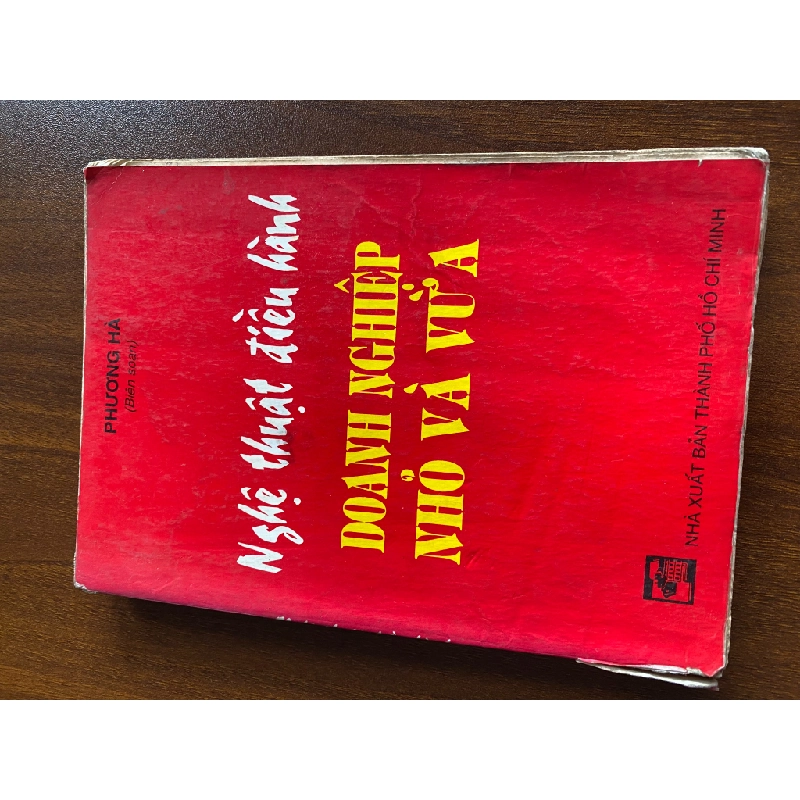 PHƯƠNG HÀ
(Biên soạn)
Nghệ thuật điều hành
DOANH NGHIỆP
NHỎ VÀ VỪA
NHÀ XUẤT BẢN THÀNH PHỐ HỒ CHÍ MINH